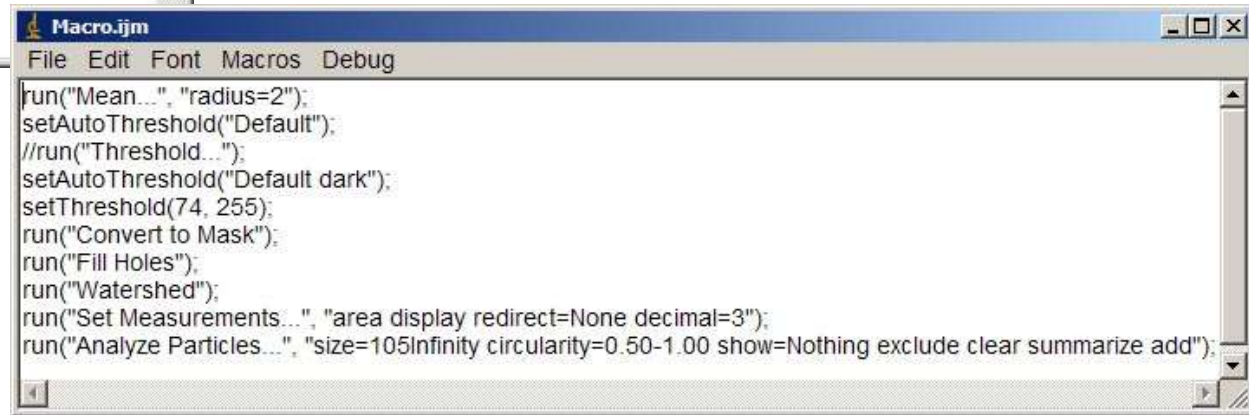 Macro.ijm
File Edit Font Macros Debug
run("Mean...", "radius=2");
setAutoThreshold("Default");
//run("Threshold...");
setAutoThreshold("Default dark");
setThreshold(74, 255);
run("Convert to Mask");
run("Fill Holes");
run("Watershed");
run("Set Measurements...", "area display redirect=None decimal=3");
run("Analyze Particles...", "size=105Infinity circularity=0.50-1.00 show=Nothing exclude clear summarize add");